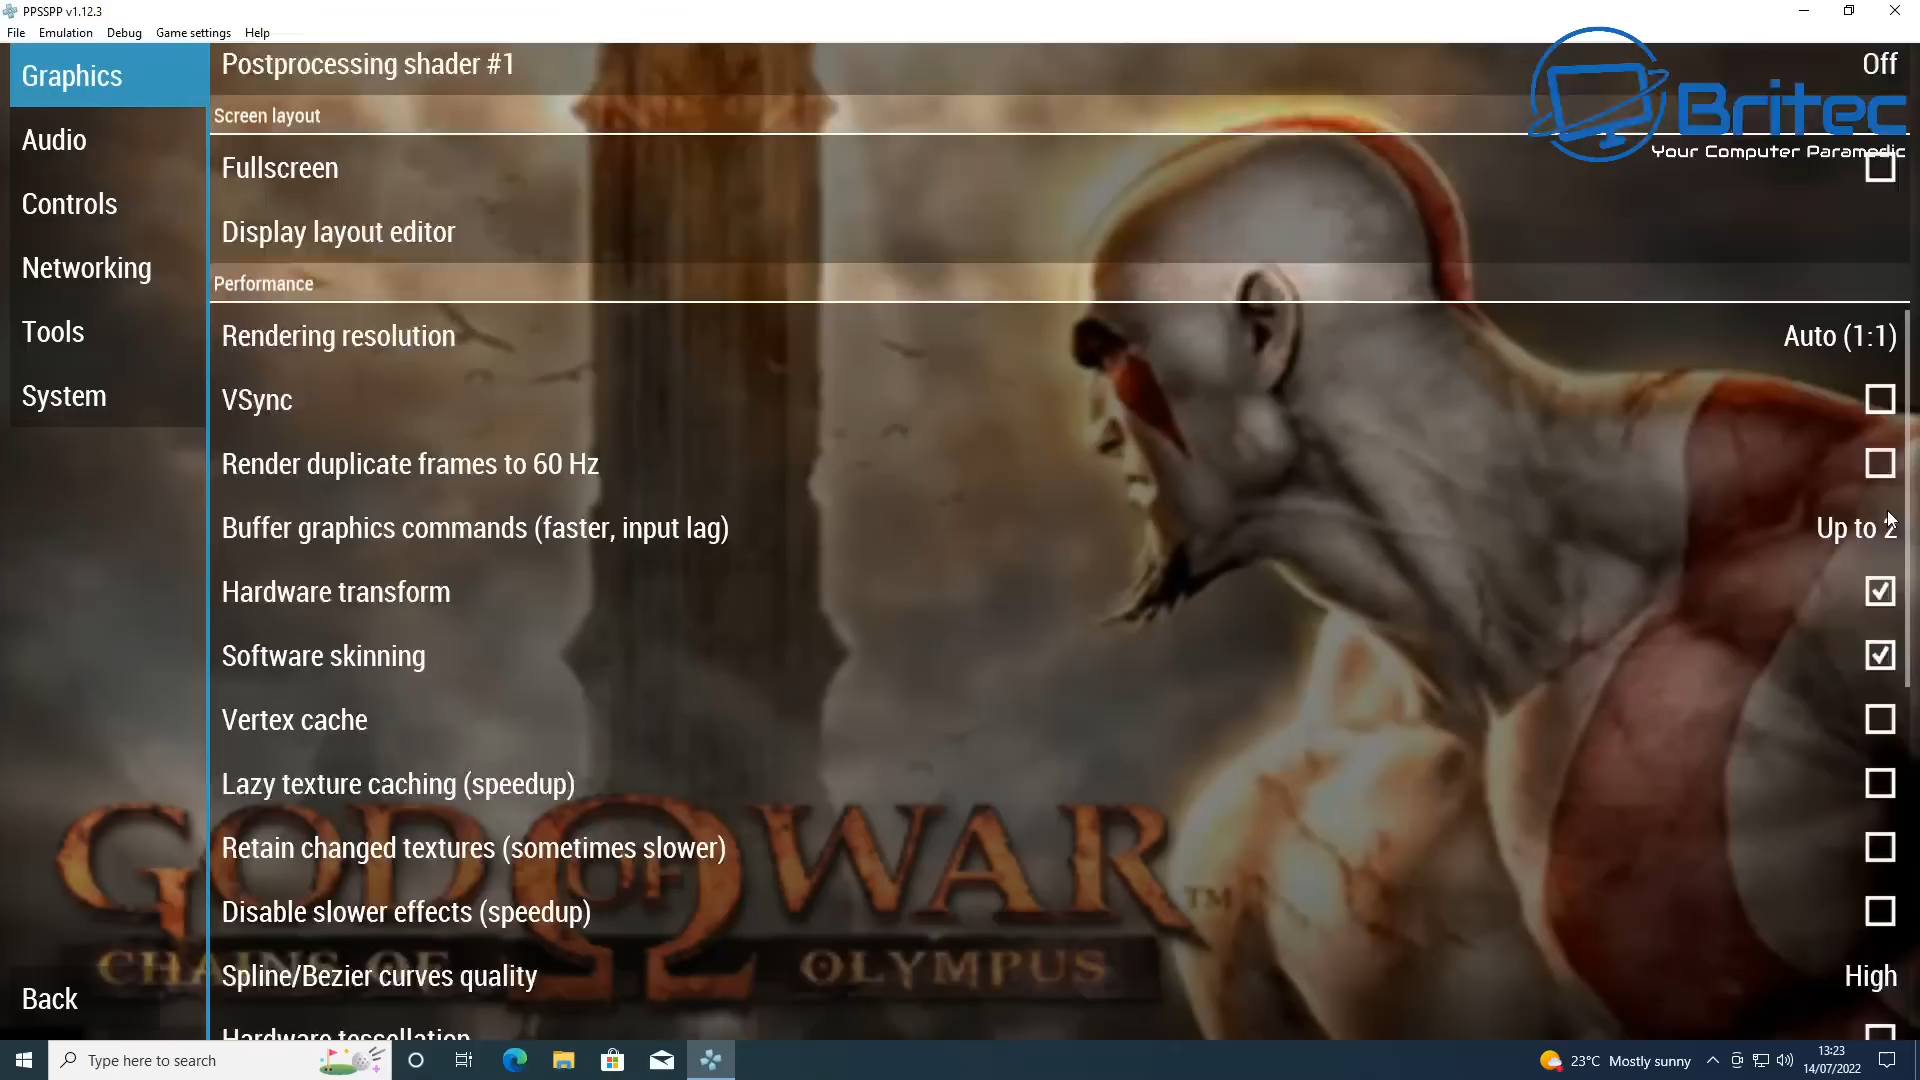 PPSSPP v1.12.3
File Emulation Debug Game settings Help
Graphics
Audio
Controls
Networking
Tools
System
Back
Postprocessing shader #1 Off
Screen layout
Fullscreen
Display layout editor
Performance
Rendering resolution Auto (1:1)
VSync
Render duplicate frames to 60 Hz
Buffer graphics commands (faster, input lag) Up to 2
Hardware transform
Software skinning
Vertex cache
Lazy texture caching (speedup)
Retain changed textures (sometimes slower)
Disable slower effects (speedup)
Spline/Bezier curves quality High
Hardware tessellation
Britec
Your Computer Paramedic
GOD OF WAR™
CHAINS OF OLYMPUS
Type here to search
23°C Mostly sunny
13:23
14/07/2022